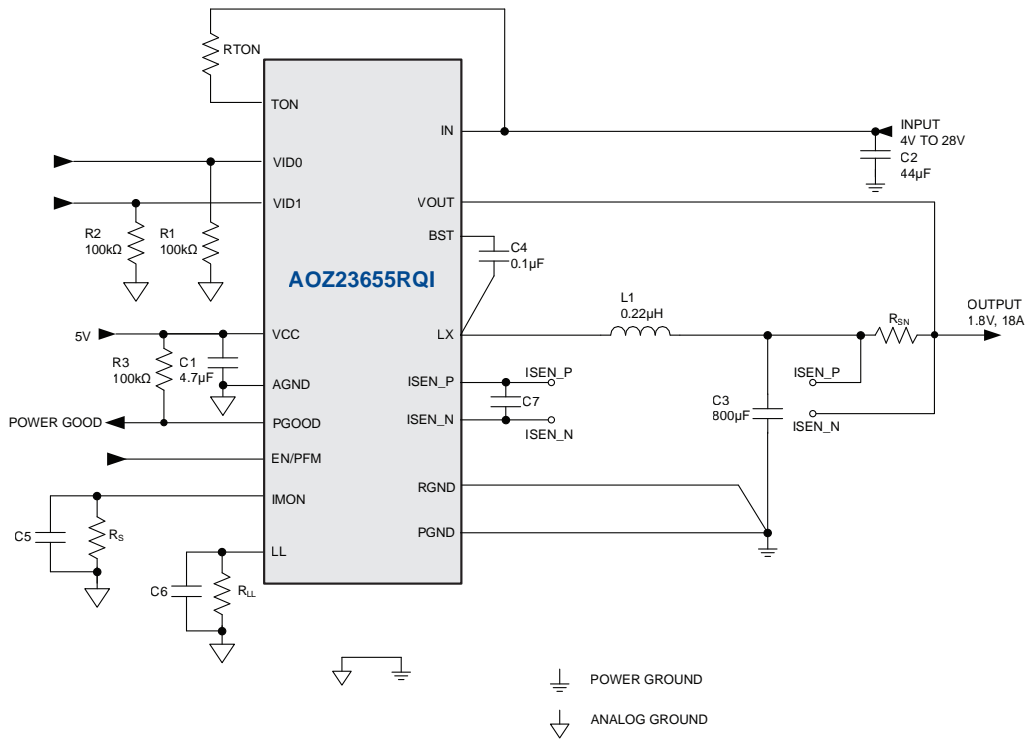 RTON
TON
IN
INPUT
4V TO 28V
C2
44µF
VID0
VID1
VOUT
BST
R2
100kΩ
R1
100kΩ
C4
0.1µF
AOZ23655RQI
L1
0.22µH
OUTPUT
1.8V, 18A
RSN
5V
VCC
LX
R3
100kΩ
C1
4.7µF
AGND
ISEN_P
ISEN_P
ISEN_P
C7
C3
800µF
POWER GOOD
PGOOD
ISEN_N
ISEN_N
ISEN_N
EN/PFM
IMON
RGND
C5
RS
PGND
LL
C6
RLL
POWER GROUND
ANALOG GROUND